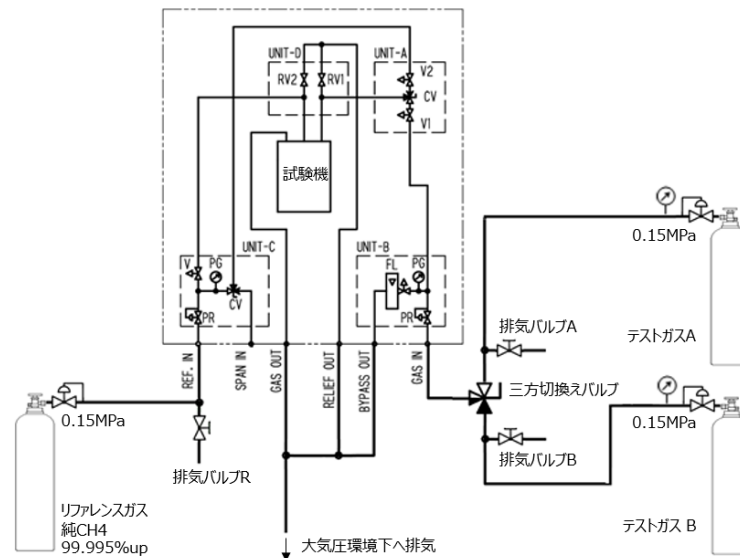 UNIT-D
UNIT-A
V2
RV2
RV1
CV
V1
試験機
UNIT-C
UNIT-B
V
PG
FL
PG
CV
PR
PR
REF. IN
SPAN IN
GAS OUT
RELIEF OUT
BYPASS OUT
GAS IN
0.15MPa
テストガスA
排気バルブA
三方切換えバルブ
0.15MPa
排気バルブB
テストガス B
0.15MPa
排気バルブR
リファレンスガス
純CH4
99.995%up
大気圧環境下へ排気